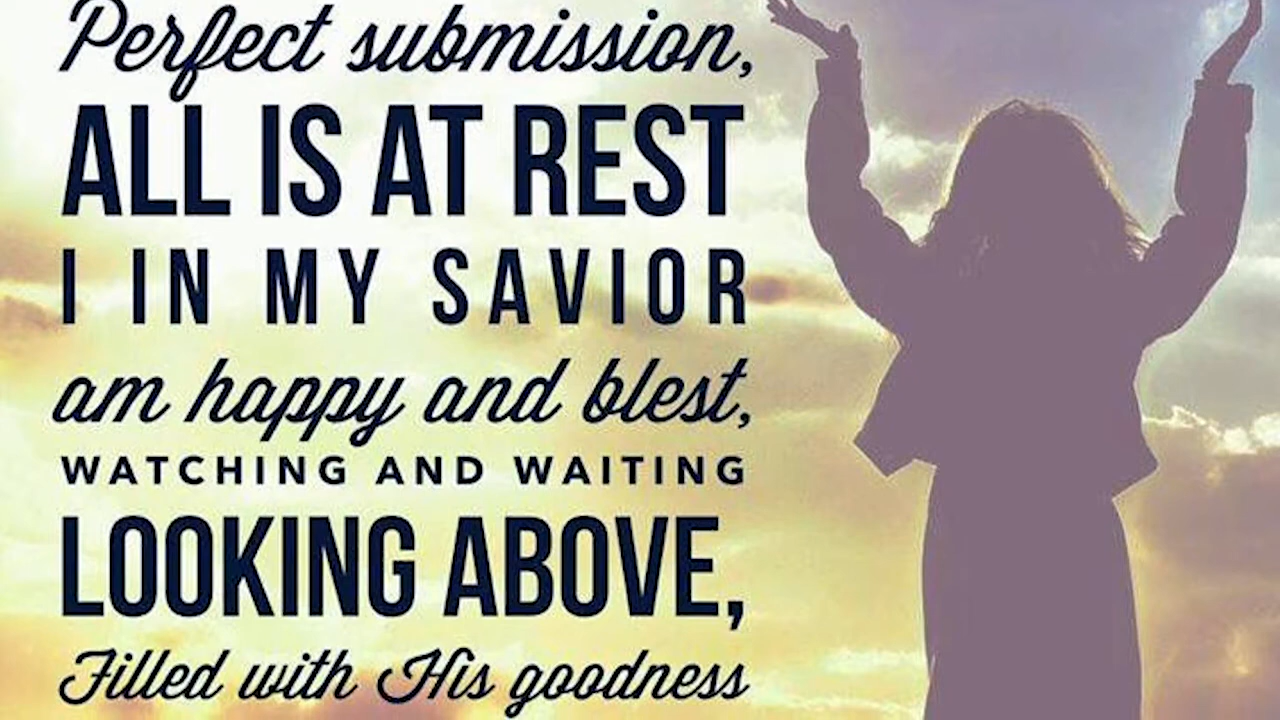 Perfect submission,
ALL IS AT REST
I IN MY SAVIOR
am happy and blest,
WATCHING AND WAITING
LOOKING ABOVE,
Filled with His goodness